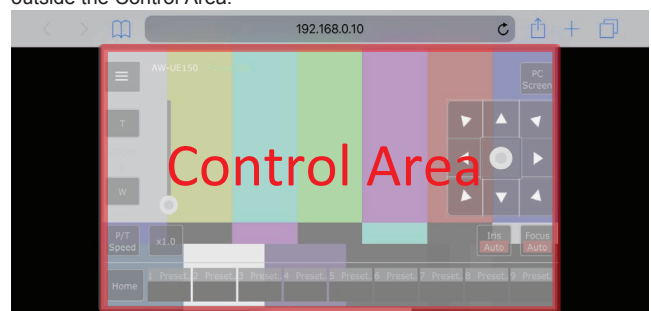 outside the Control Area.
192.168.0.10
AW-UE150
PC
Screen
T
Control Area
W
P/T
Speed
x1.0
Iris
Auto
Focus
Auto
Home
1 Preset. 2 Preset. 3 Preset. 4 Preset. 5 Preset. 6 Preset. 7 Preset. 8 Preset. 9 Preset.